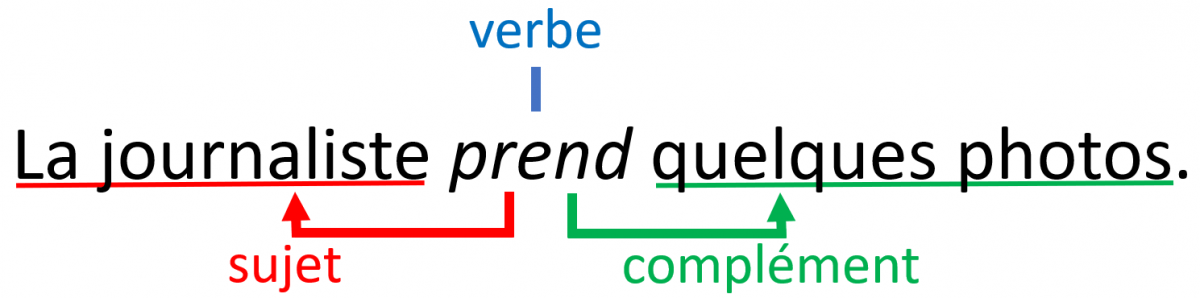 verbe
La journaliste prend quelques photos.
sujet complément